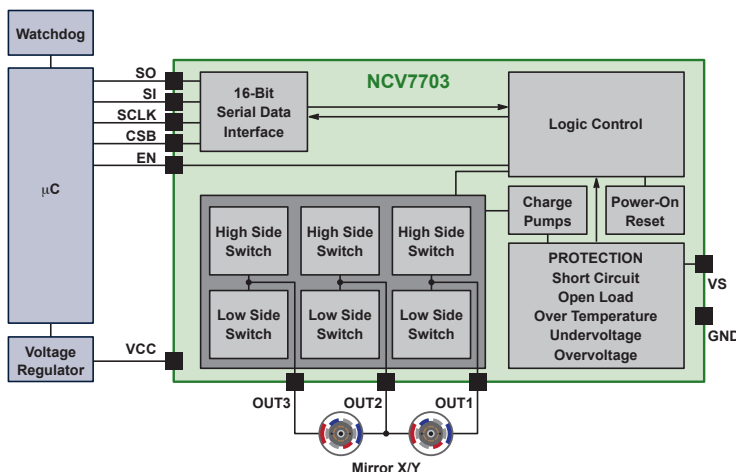 Watchdog
μC
Voltage
Regulator
SO
SI
SCLK
CSB
EN
VCC
NCV7703
16-Bit
Serial Data
Interface
Logic Control
Charge
Pumps
Power-On
Reset
High Side
Switch
High Side
Switch
High Side
Switch
Low Side
Switch
Low Side
Switch
Low Side
Switch
PROTECTION
Short Circuit
Open Load
Over Temperature
Undervoltage
Overvoltage
VS
GND
OUT3
OUT2
OUT1
Mirror X/Y